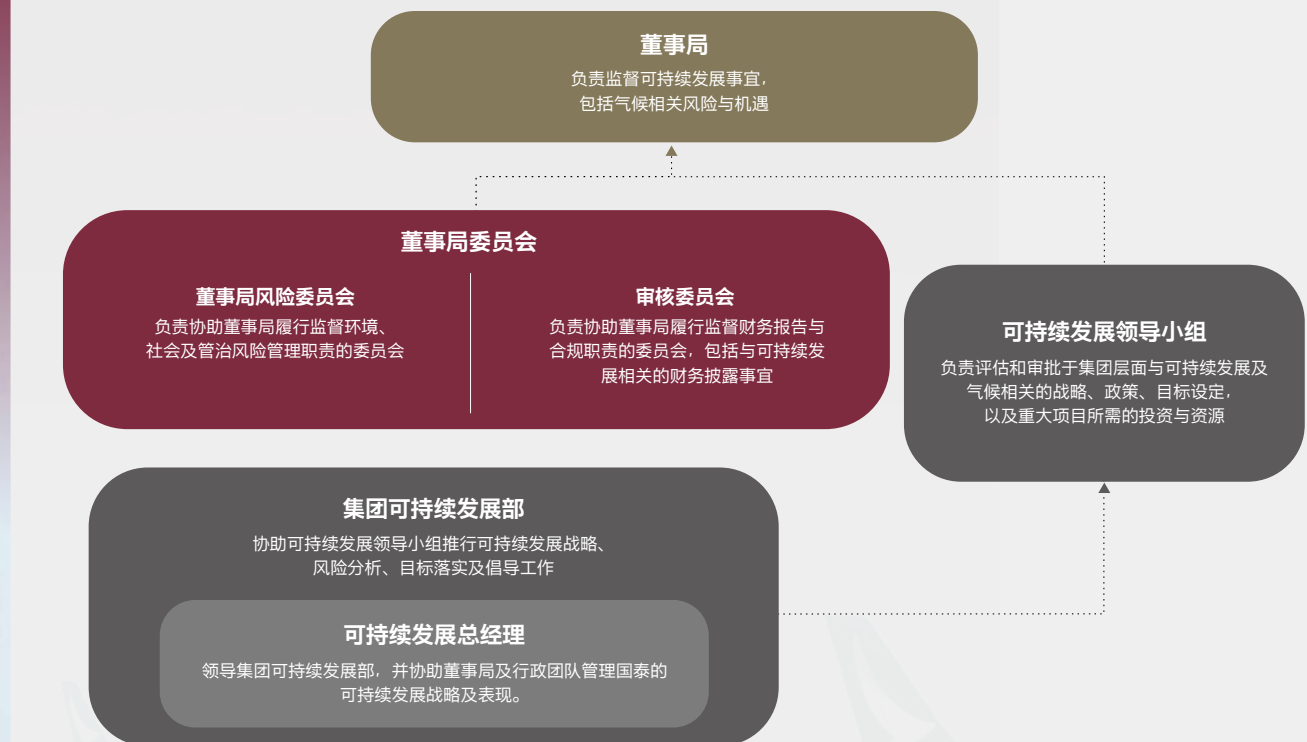 董事局
负责监督可持续发展事宜，
包括气候相关风险与机遇
董事局委员会
董事局风险委员会
负责协助董事局履行监督环境、
社会及管治风险管理职责的委员会
审核委员会
负责协助董事局履行监督财务报告与
合规职责的委员会，包括与可持续发
展相关的财务披露事宜
可持续发展领导小组
负责评估和审批于集团层面与可持续发展及
气候相关的战略、政策、目标设定，
以及重大项目所需的投资与资源
集团可持续发展部
协助可持续发展领导小组推行可持续发展战略、
风险分析、目标落实及倡导工作
可持续发展总经理
领导集团可持续发展部，并协助董事局及行政团队管理国泰的
可持续发展战略及表现。